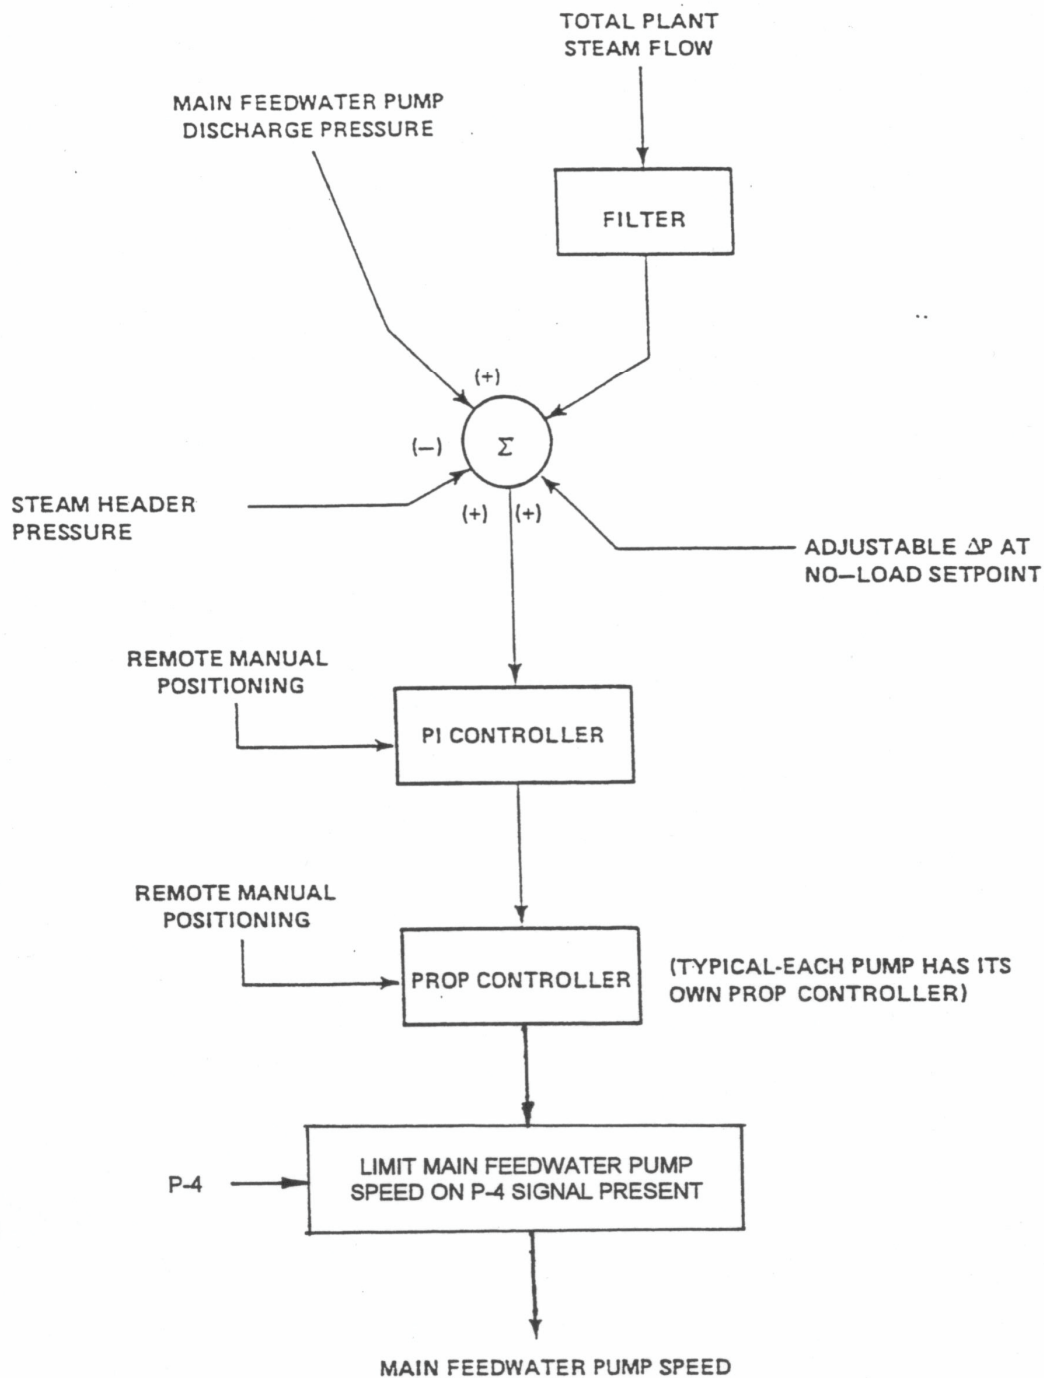 TOTAL PLANT
STEAM FLOW
MAIN FEEDWATER PUMP
DISCHARGE PRESSURE
FILTER
(+)
(—)
Σ
STEAM HEADER
PRESSURE
(+) (+)
ADJUSTABLE ΔP AT
NO—LOAD SETPOINT
REMOTE MANUAL
POSITIONING
PI CONTROLLER
REMOTE MANUAL
POSITIONING
PROP CONTROLLER
(TYPICAL-EACH PUMP HAS ITS
OWN PROP CONTROLLER)
P-4
LIMIT MAIN FEEDWATER PUMP
SPEED ON P-4 SIGNAL PRESENT
MAIN FEEDWATER PUMP SPEED